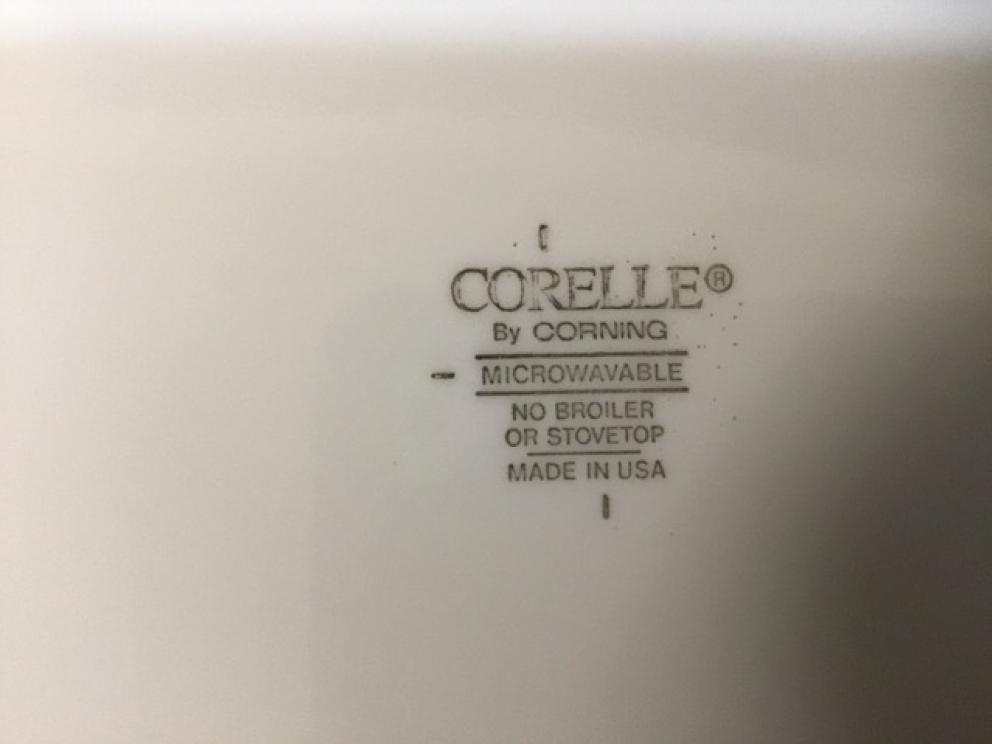 CORELLE®
By CORNING
MICROWAVABLE
NO BROILER
OR STOVETOP
MADE IN USA